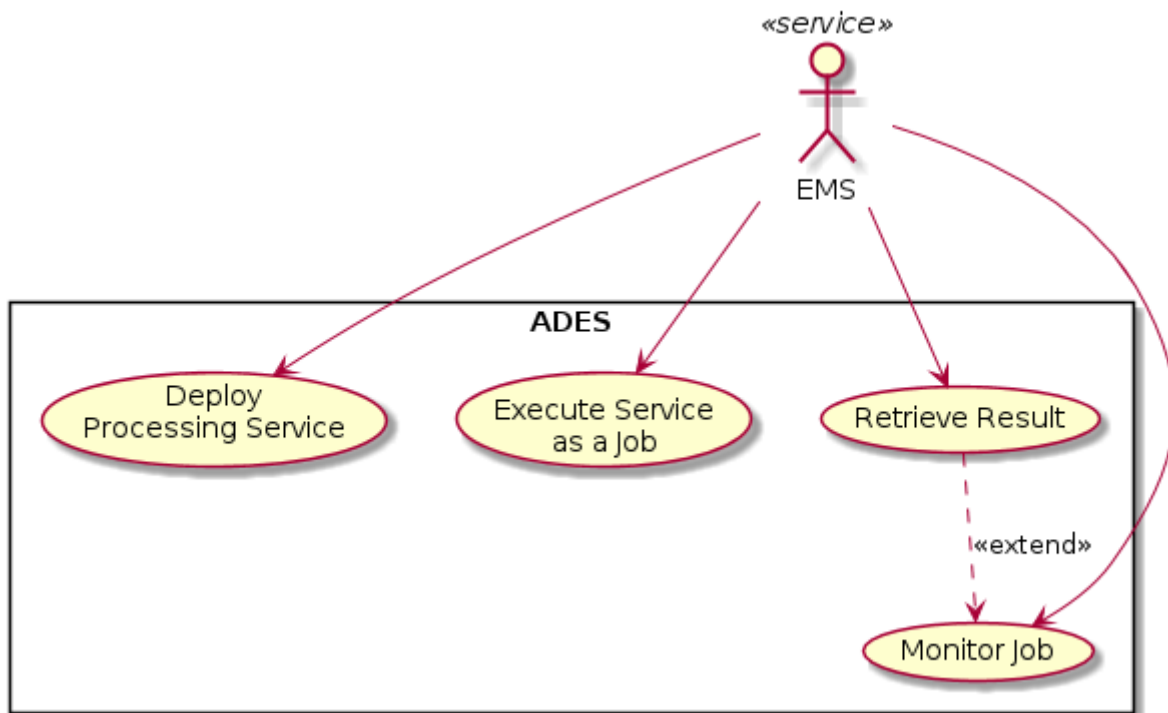 «service»
EMS
ADES
Deploy
Processing Service
Execute Service
as a Job
Retrieve Result
«extend»
Monitor Job